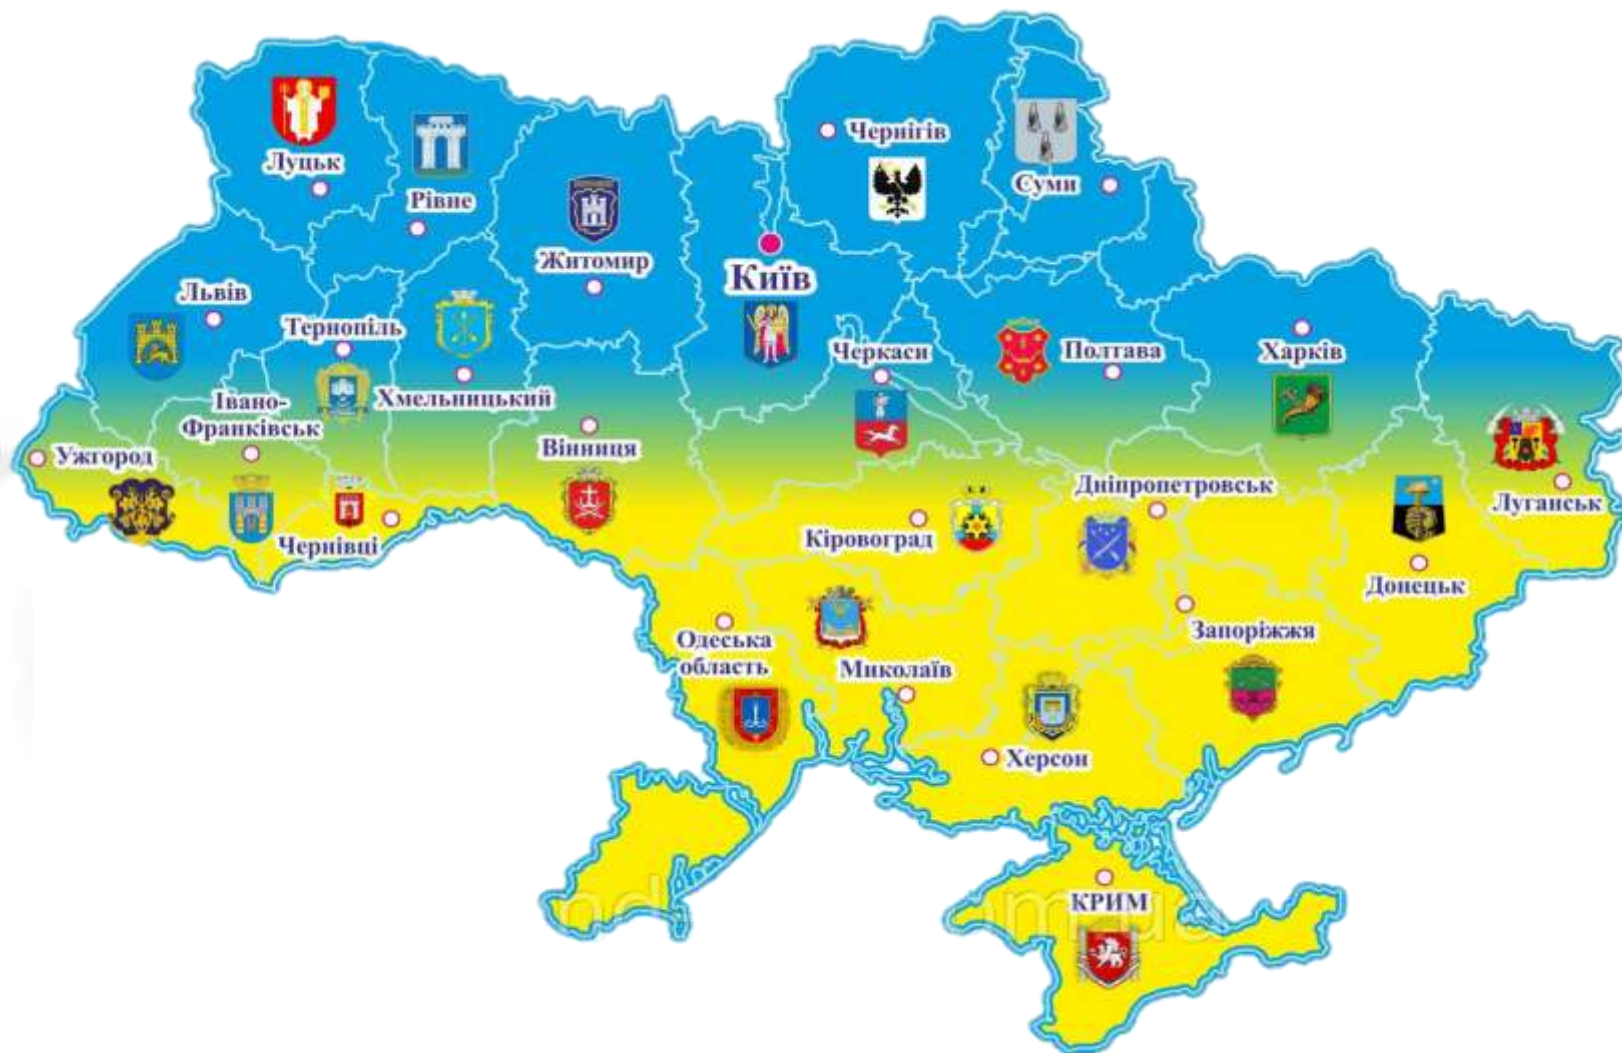 Чернігів
Луцьк
Суми
Рівне
Житомир
Київ
Львів
Тернопіль
Черкаси
Полтава
Харків
Хмельницький
Івано-
Франківськ
Вінниця
Ужгород
Дніпропетровськ
Луганськ
Кіровоград
Чернівці
Донецьк
Запоріжжя
Одеська
область
Миколаїв
Херсон
КРИМ